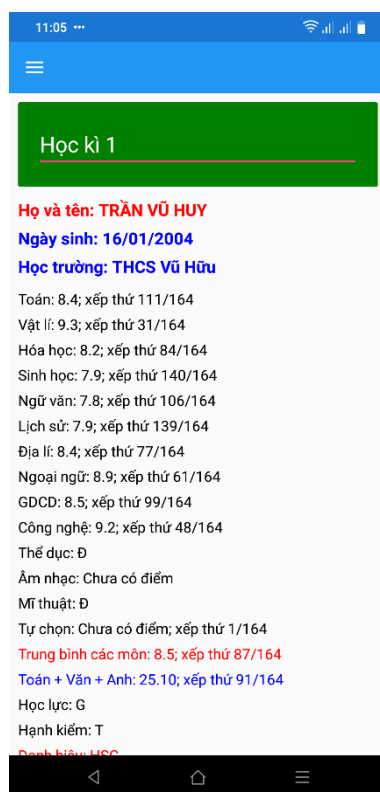 11:05 •••
Học kì 1
Họ và tên: TRẦN VŨ HUY
Ngày sinh: 16/01/2004
Học trường: THCS Vũ Hữu
Toán: 8.4; xếp thứ 111/164
Vật lí: 9.3; xếp thứ 31/164
Hóa học: 8.2; xếp thứ 84/164
Sinh học: 7.9; xếp thứ 140/164
Ngữ văn: 7.8; xếp thứ 106/164
Lịch sử: 7.9; xếp thứ 139/164
Địa lí: 8.4; xếp thứ 77/164
Ngoại ngữ: 8.9; xếp thứ 61/164
GDCD: 8.5; xếp thứ 99/164
Công nghệ: 9.2; xếp thứ 48/164
Thể dục: Đ
Âm nhạc: Chưa có điểm
Mĩ thuật: Đ
Tự chọn: Chưa có điểm; xếp thứ 1/164
Trung bình các môn: 8.5; xếp thứ 87/164
Toán + Văn + Anh: 25.10; xếp thứ 91/164
Học lực: G
Hạnh kiểm: T
Danh hiệu: HSG